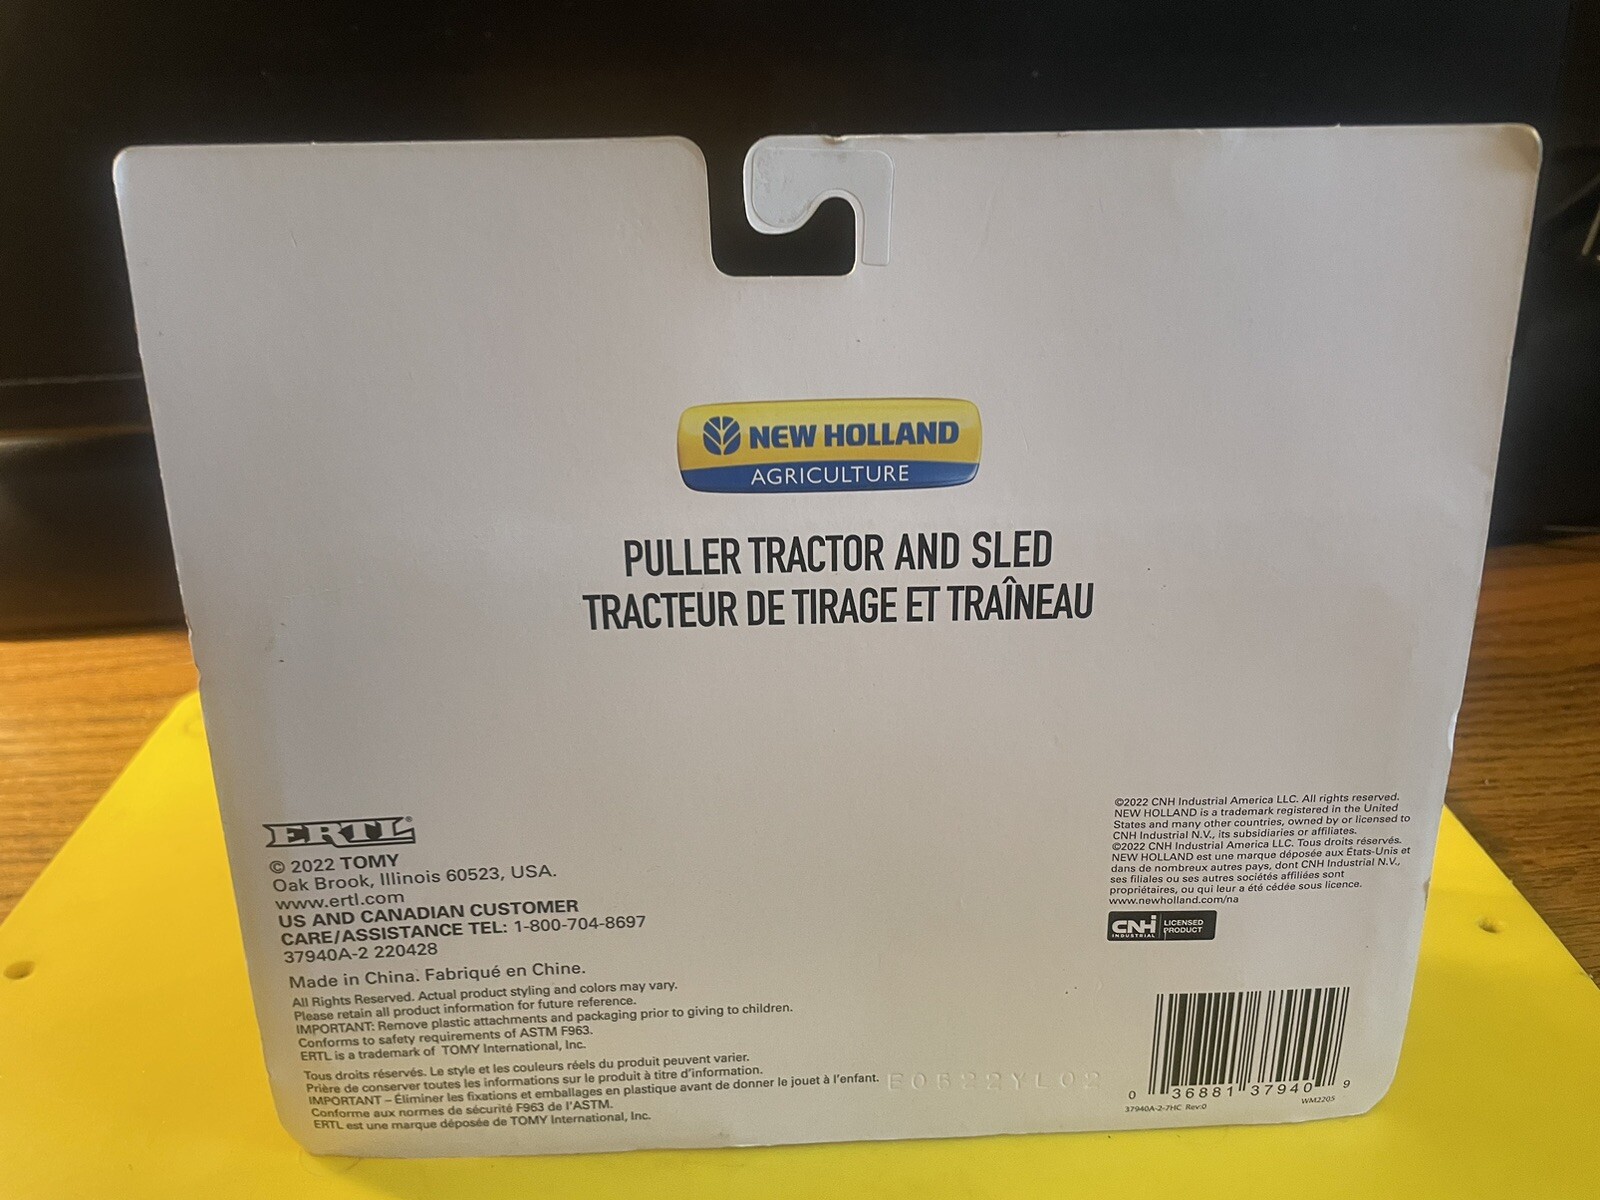 NEW HOLLAND
AGRICULTURE
PULLER TRACTOR AND SLED
TRACTEUR DE TIRAGE ET TRAÎNEAU
ERTL®
© 2022 TOMY
Oak Brook, Illinois 60523, USA.
www.ertl.com
US AND CANADIAN CUSTOMER
CARE/ASSISTANCE TEL: 1-800-704-8697
37940A-2 220428
Made in China. Fabriqué en Chine.
All Rights Reserved. Actual product styling and colors may vary.
Please retain all product information for future reference.
IMPORTANT: Remove plastic attachments and packaging prior to giving to children.
Conforms to safety requirements of ASTM F963.
ERTL is a trademark of TOMY International, Inc.
Tous droits réservés. Le style et les couleurs réels du produit peuvent varier.
Prière de conserver toutes les informations sur le produit à titre d'information.
IMPORTANT – Éliminer les fixations et emballages en plastique avant de donner le jouet à l'enfant.
Conforme aux normes de sécurité F963 de l'ASTM.
ERTL est une marque déposée de TOMY International, Inc.
E0622YL02
©2022 CNH Industrial America LLC. All rights reserved.
NEW HOLLAND is a trademark registered in the United
States and many other countries, owned by or licensed to
CNH Industrial N.V., its subsidiaries or affiliates.
©2022 CNH Industrial America LLC. Tous droits réservés.
NEW HOLLAND est une marque déposée aux États-Unis et
dans de nombreux autres pays, dont CNH Industrial N.V.,
ses filiales ou ses autres sociétés affiliées sont
propriétaires, ou qui leur a été cédée sous licence.
www.newholland.com/na
CNH INDUSTRIAL LICENSED PRODUCT
0 36881 37940 9
37940A-2-7HC Rev:0 WM2205